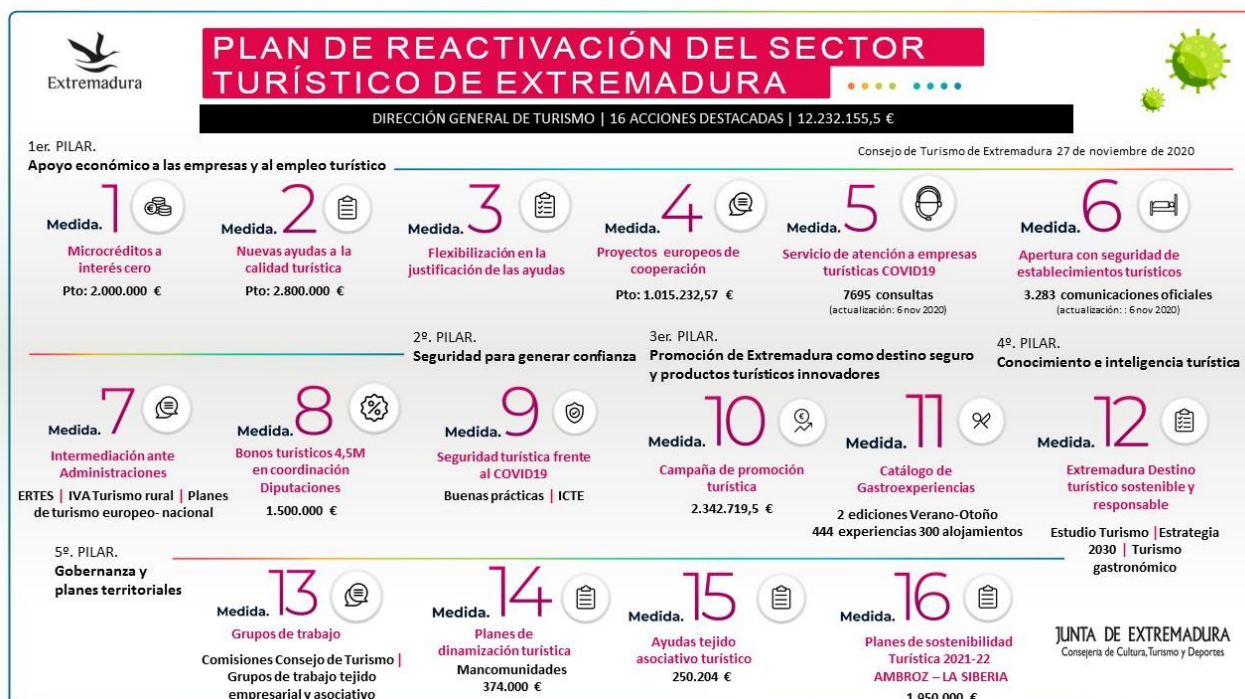 Extremadura
PLAN DE REACTIVACIÓN DEL SECTOR
TURÍSTICO DE EXTREMADURA
DIRECCIÓN GENERAL DE TURISMO | 16 ACCIONES DESTACADAS | 12.232.155,5 €
1er. PILAR.
Apoyo económico a las empresas y al empleo turístico
Consejo de Turismo de Extremadura 27 de noviembre de 2020
Medida. 1
Microcréditos a
interés cero
Pto: 2.000.000 €
Medida. 2
Nuevas ayudas a la
calidad turística
Pto: 2.800.000 €
Medida. 3
Flexibilización en la
justificación de las ayudas
Medida. 4
Proyectos europeos de
cooperación
Pto: 1.015.232,57 €
Medida. 5
Servicio de atención a empresas
turísticas COVID19
7695 consultas
(actualización: 6 nov 2020)
Medida. 6
Apertura con seguridad de
establecimientos turísticos
3.283 comunicaciones oficiales
(actualización: : 6 nov 2020)
2º. PILAR.
Seguridad para generar confianza
3er. PILAR.
Promoción de Extremadura como destino seguro
y productos turísticos innovadores
4º. PILAR.
Conocimiento e inteligencia turística
Medida. 7
Intermediación ante
Administraciones
ERTES | IVA Turismo rural | Planes
de turismo europeo- nacional
Medida. 8
Bonos turísticos 4,5M
en coordinación
Diputaciones
1.500.000 €
Medida. 9
Seguridad turística frente
al COVID19
Buenas prácticas | ICTE
Medida. 10
Campaña de promoción
turística
2.342.719,5 €
Medida. 11
Catálogo de
Gastroexperiencias
2 ediciones Verano-Otoño
444 experiencias 300 alojamientos
Medida. 12
Extremadura Destino
turístico sostenible y
responsable
Estudio Turismo | Estrategia
2030 | Turismo
gastronómico
5º. PILAR.
Gobernanza y
planes territoriales
Medida. 13
Grupos de trabajo
Comisiones Consejo de Turismo |
Grupos de trabajo tejido
empresarial y asociativo
Medida. 14
Planes de
dinamización turística
Mancomunidades
374.000 €
Medida. 15
Ayudas tejido
asociativo turístico
250.204 €
Medida. 16
Planes de sostenibilidad
Turística 2021-22
AMBROZ – LA SIBERIA
1.950.000 €
JUNTA DE EXTREMADURA
Consejería de Cultura, Turismo y Deportes